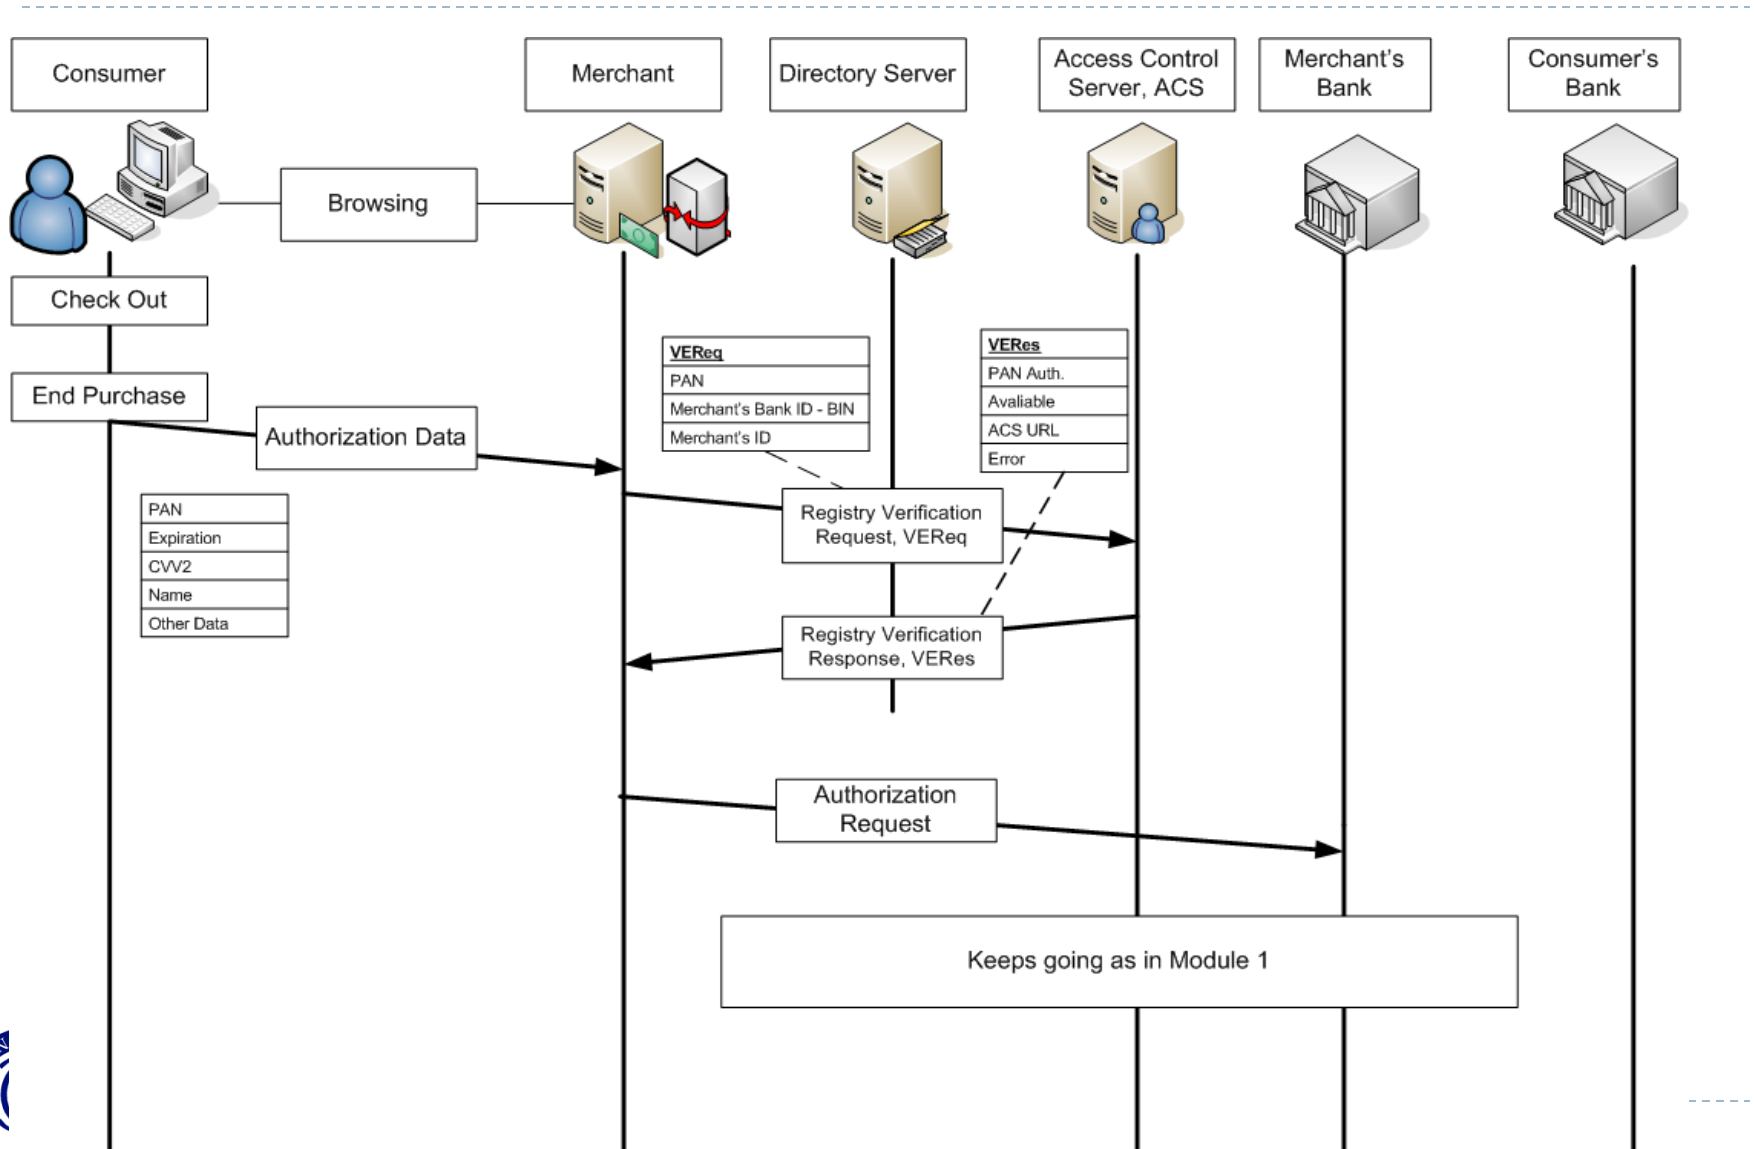 Consumer
Merchant
Directory Server
Access Control
Server, ACS
Merchant's
Bank
Consumer's
Bank
Browsing
Check Out
End Purchase
Authorization Data
PAN
Expiration
CVV2
Name
Other Data
VEReq
PAN
Merchant's Bank ID - BIN
Merchant's ID
VERes
PAN Auth.
Avaliable
ACS URL
Error
Registry Verification
Request, VEReq
Registry Verification
Response, VERes
Authorization
Request
Keeps going as in Module 1